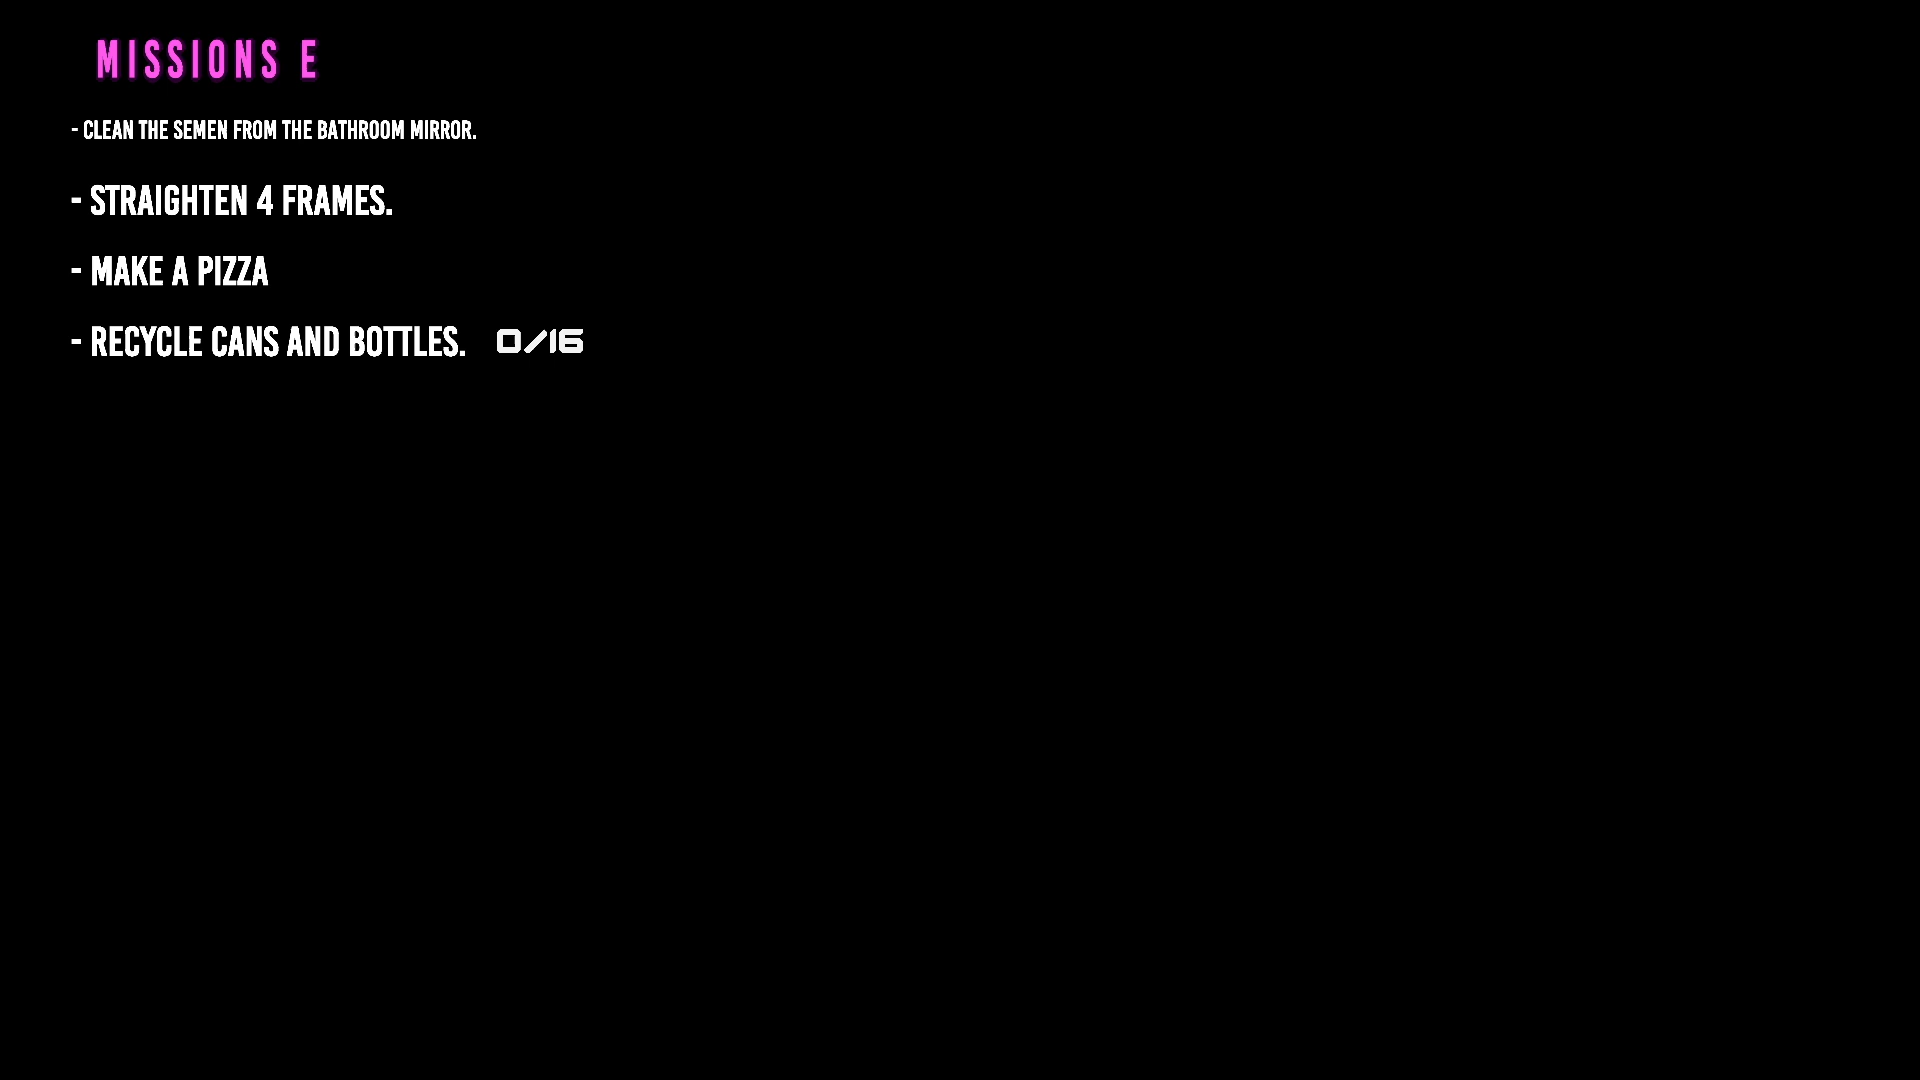 MISSIONS E
- CLEAN THE SEMEN FROM THE BATHROOM MIRROR.
- STRAIGHTEN 4 FRAMES.
- MAKE A PIZZA
- RECYCLE CANS AND BOTTLES. 0/16